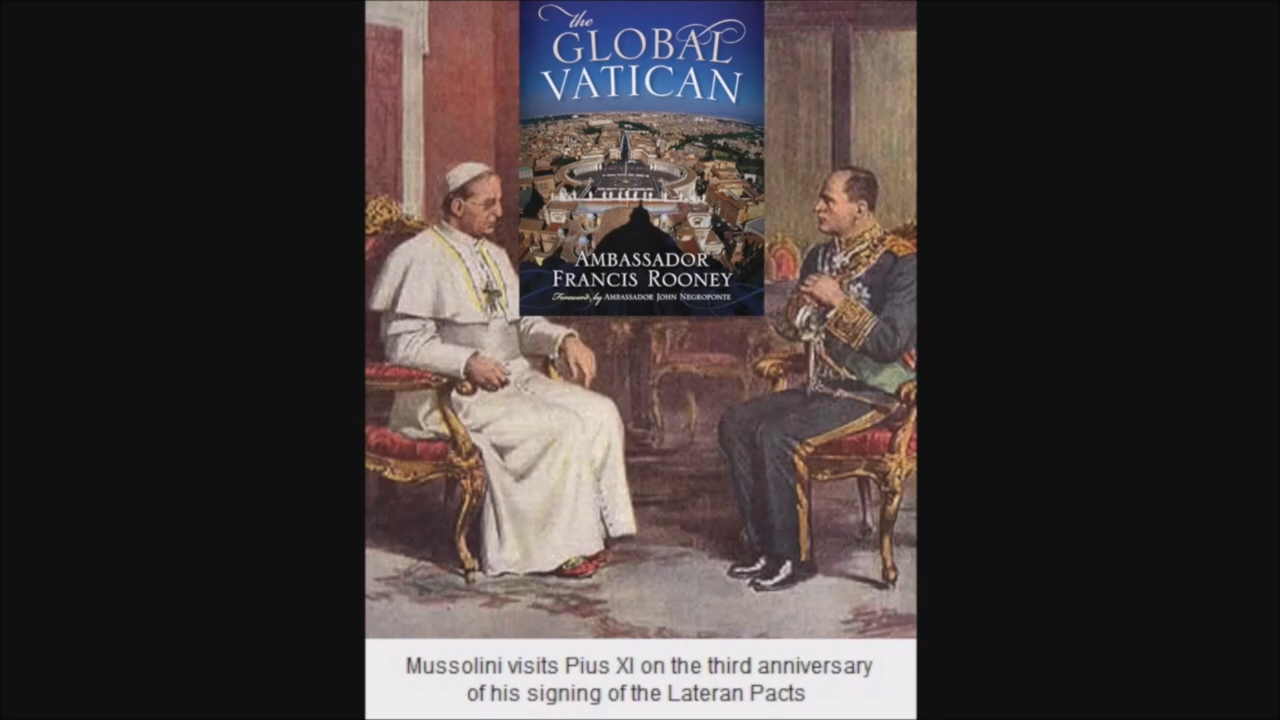 the
GLOBAL
VATICAN
AMBASSADOR
FRANCIS ROONEY
Foreword by AMBASSADOR JOHN NEGROPONTE
Mussolini visits Pius XI on the third anniversary
of his signing of the Lateran Pacts